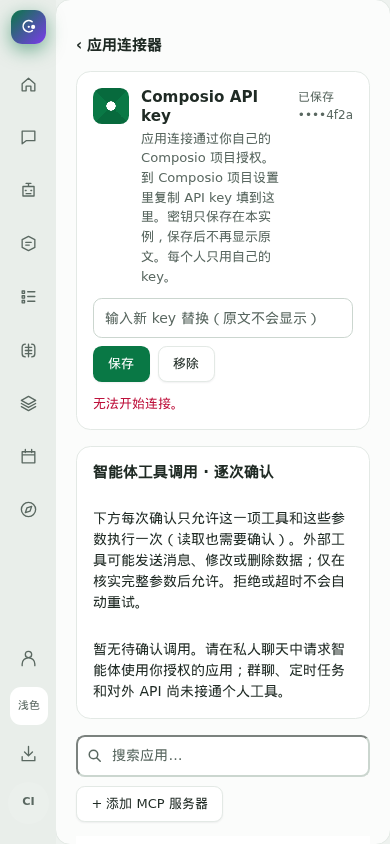 ‹ 应用连接器
Composio API
key
已保存
••••4f2a
应用连接通过你自己的
Composio 项目授权。
到 Composio 项目设置
里复制 API key 填到这
里。密钥只保存在本实
例，保存后不再显示原
文。每个人只用自己的
key。
输入新 key 替换（原文不会显示）
保存
移除
无法开始连接。
智能体工具调用 · 逐次确认
下方每次确认只允许这一项工具和这些参
数执行一次（读取也需要确认）。外部工
具可能发送消息、修改或删除数据；仅在
核实完整参数后允许。拒绝或超时不会自
动重试。
暂无待确认调用。请在私人聊天中请求智
能体使用你授权的应用；群聊、定时任务
和对外 API 尚未接通个人工具。
搜索应用…
+ 添加 MCP 服务器
浅色
CI